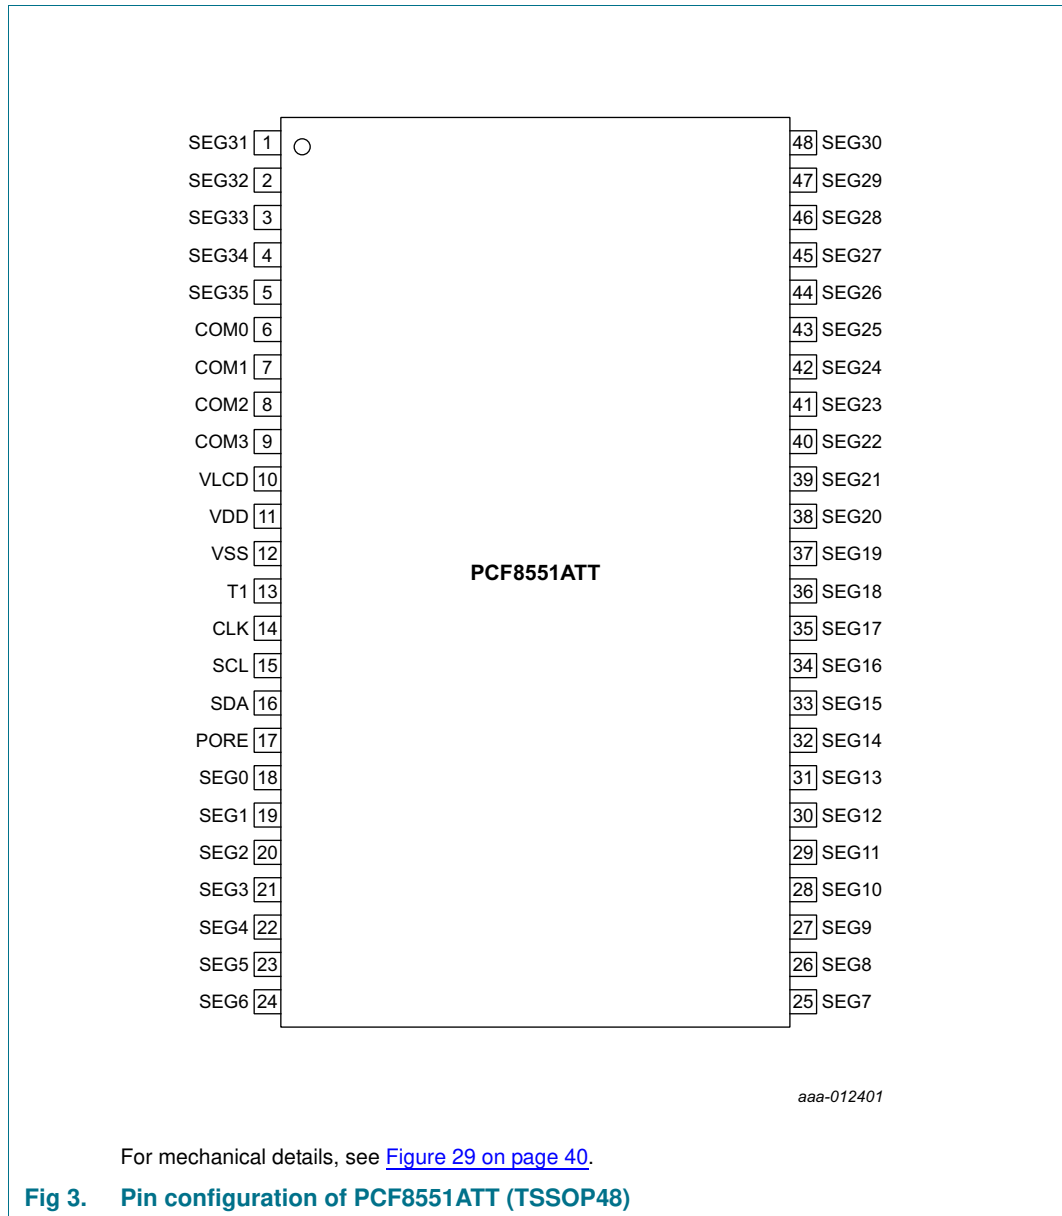 SEG31 1 48 SEG30
SEG32 2 47 SEG29
SEG33 3 46 SEG28
SEG34 4 45 SEG27
SEG35 5 44 SEG26
COM0 6 43 SEG25
COM1 7 42 SEG24
COM2 8 41 SEG23
COM3 9 40 SEG22
VLCD 10 39 SEG21
VDD 11 38 SEG20
VSS 12 37 SEG19
PCF8551ATT
T1 13 36 SEG18
CLK 14 35 SEG17
SCL 15 34 SEG16
SDA 16 33 SEG15
PORE 17 32 SEG14
SEG0 18 31 SEG13
SEG1 19 30 SEG12
SEG2 20 29 SEG11
SEG3 21 28 SEG10
SEG4 22 27 SEG9
SEG5 23 26 SEG8
SEG6 24 25 SEG7
aaa-012401
For mechanical details, see Figure 29 on page 40.
Fig 3. Pin configuration of PCF8551ATT (TSSOP48)